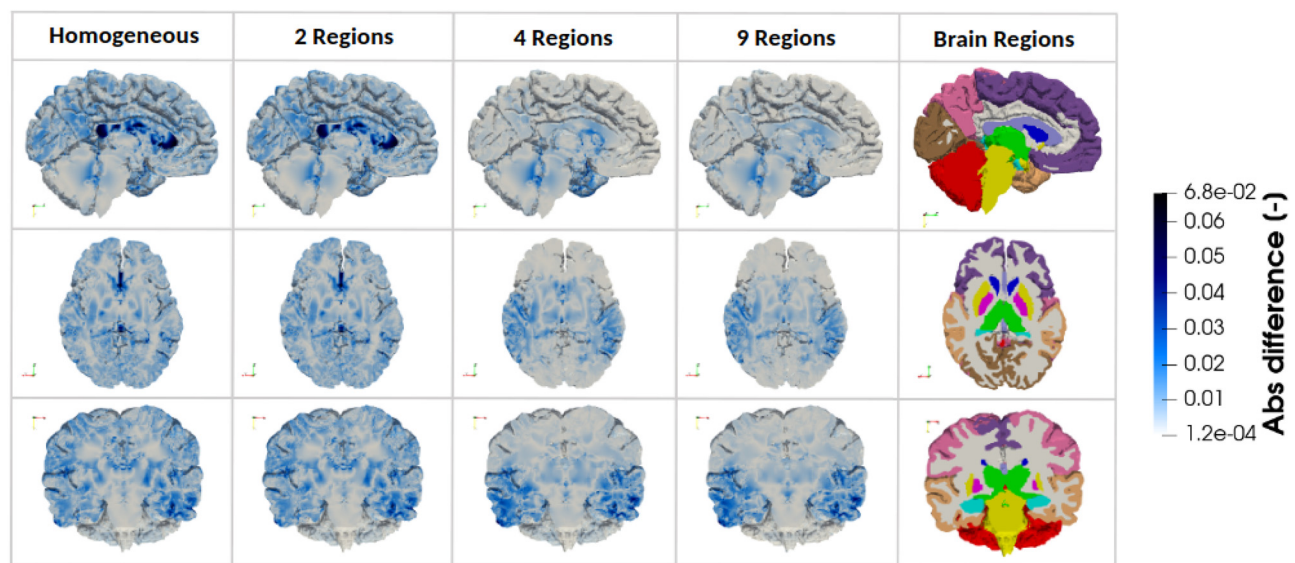 Homogeneous
2 Regions
4 Regions
9 Regions
Brain Regions
6.8e-02
0.06
0.05
0.04
0.03
0.02
0.01
1.2e-04
Abs difference (-)